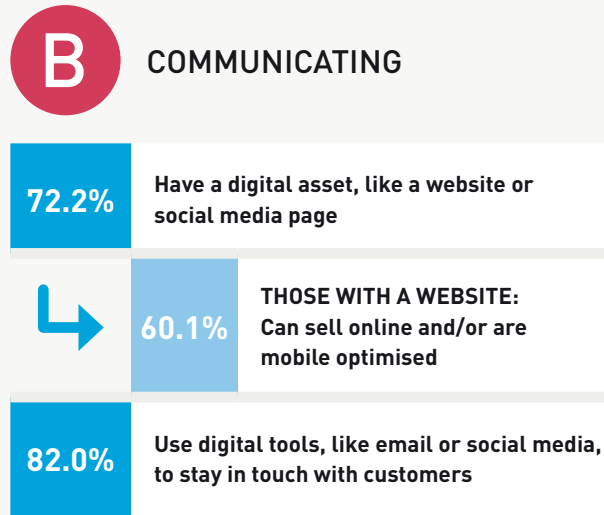 B
COMMUNICATING
72.2%
Have a digital asset, like a website or
social media page
60.1%
THOSE WITH A WEBSITE:
Can sell online and/or are
mobile optimised
82.0%
Use digital tools, like email or social media,
to stay in touch with customers